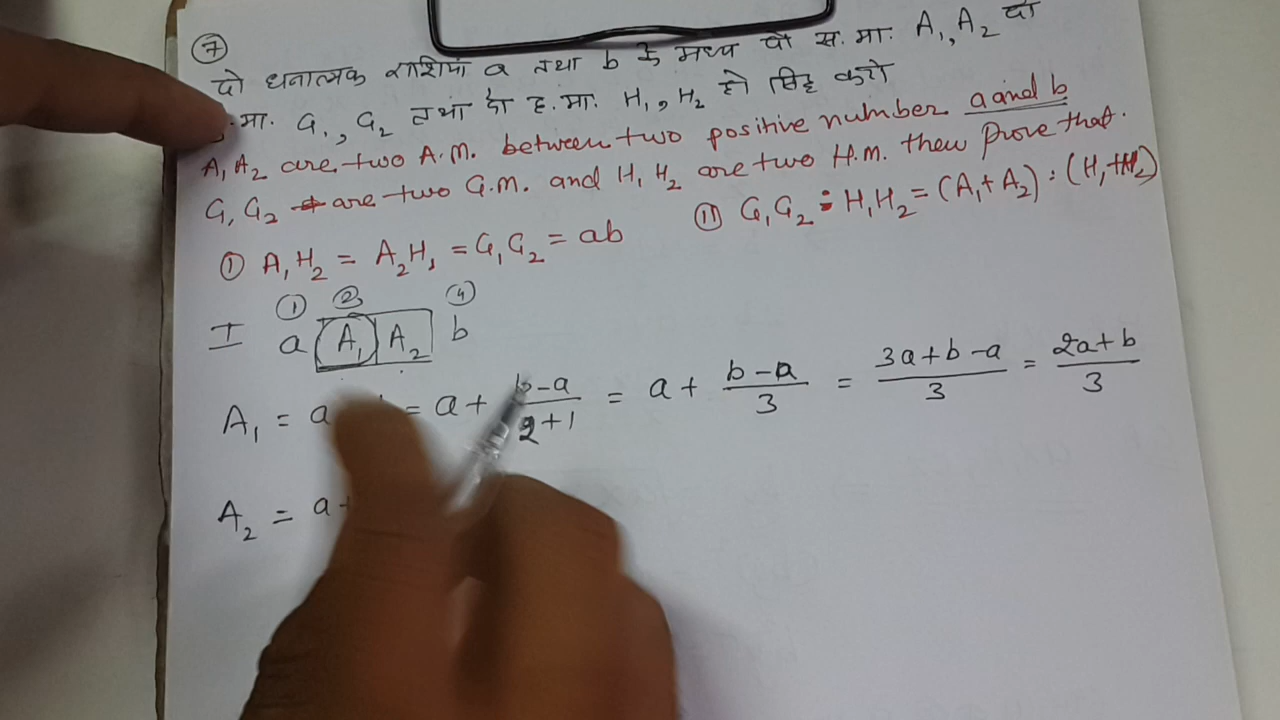 ⑦
दो धनात्मक राशियां a तथा b के मध्य दो स.मा. A₁, A₂ दो
.मा. G₁, G₂ तथा दो ह.मा. H₁, H₂ हो सिद्ध करो
A₁ A₂ are two A.M. between two positive number a and b
G₁ G₂ are two G.M. and H₁ H₂ are two H.M. then Prove that.
① A₁H₂ = A₂H₁ = G₁G₂ = ab ⑪ G₁G₂ : H₁H₂ = (A₁+A₂) : (H₁+H₂)
① ② ④
I a A₁ A₂ b
A₁ = a = a + b-a/2+1 = a + b-a/3 = 3a+b-a/3 = 2a+b/3
A₂ = a+